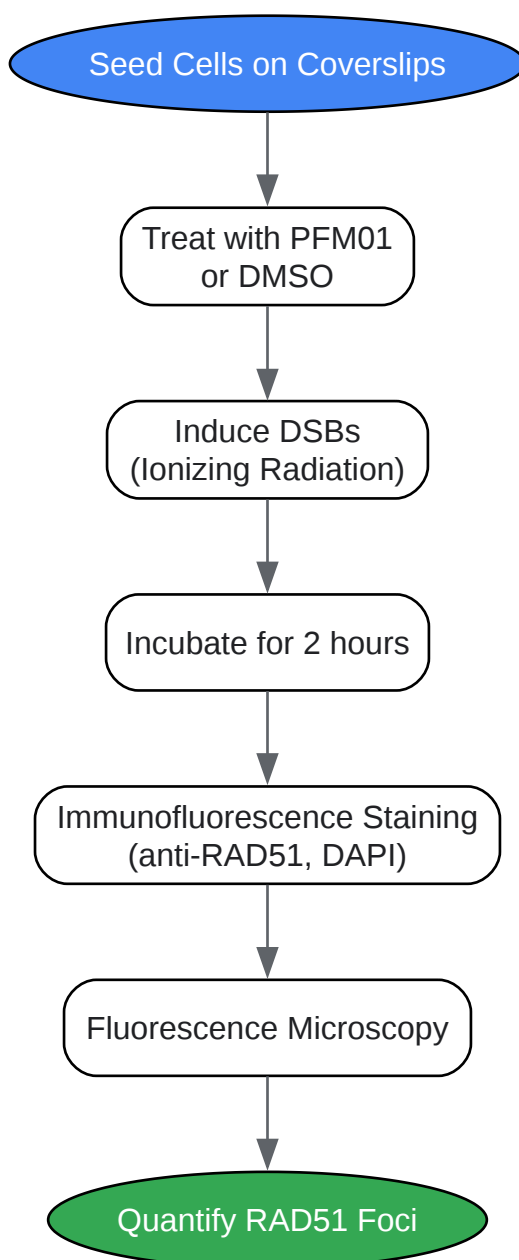 Seed Cells on Coverslips
Treat with PFM01
or DMSO
Induce DSBs
(Ionizing Radiation)
Incubate for 2 hours
Immunofluorescence Staining
(anti-RAD51, DAPI)
Fluorescence Microscopy
Quantify RAD51 Foci